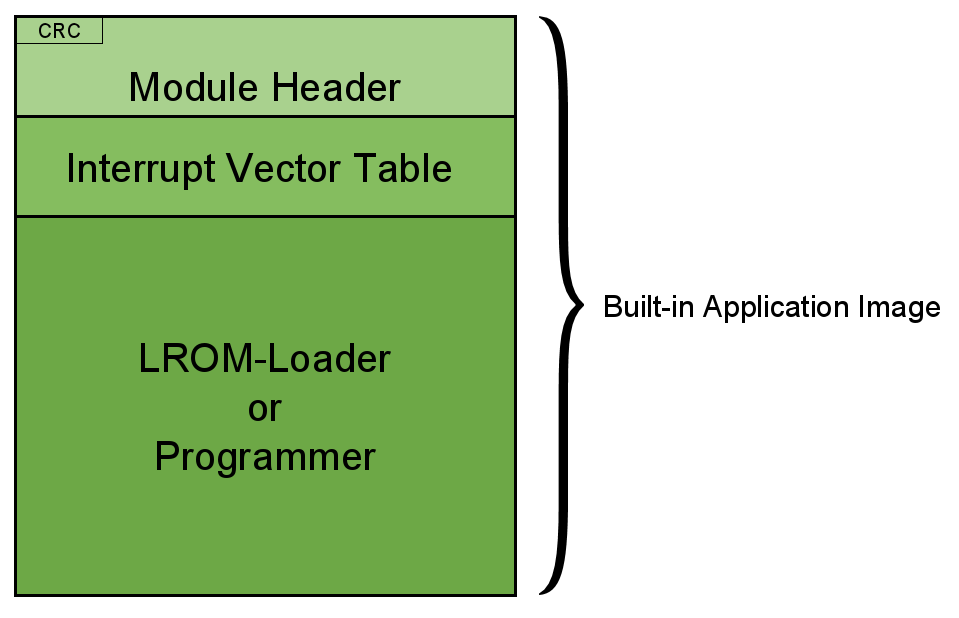 CRC
Module Header
Interrupt Vector Table
LROM-Loader
or
Programmer
Built-in Application Image